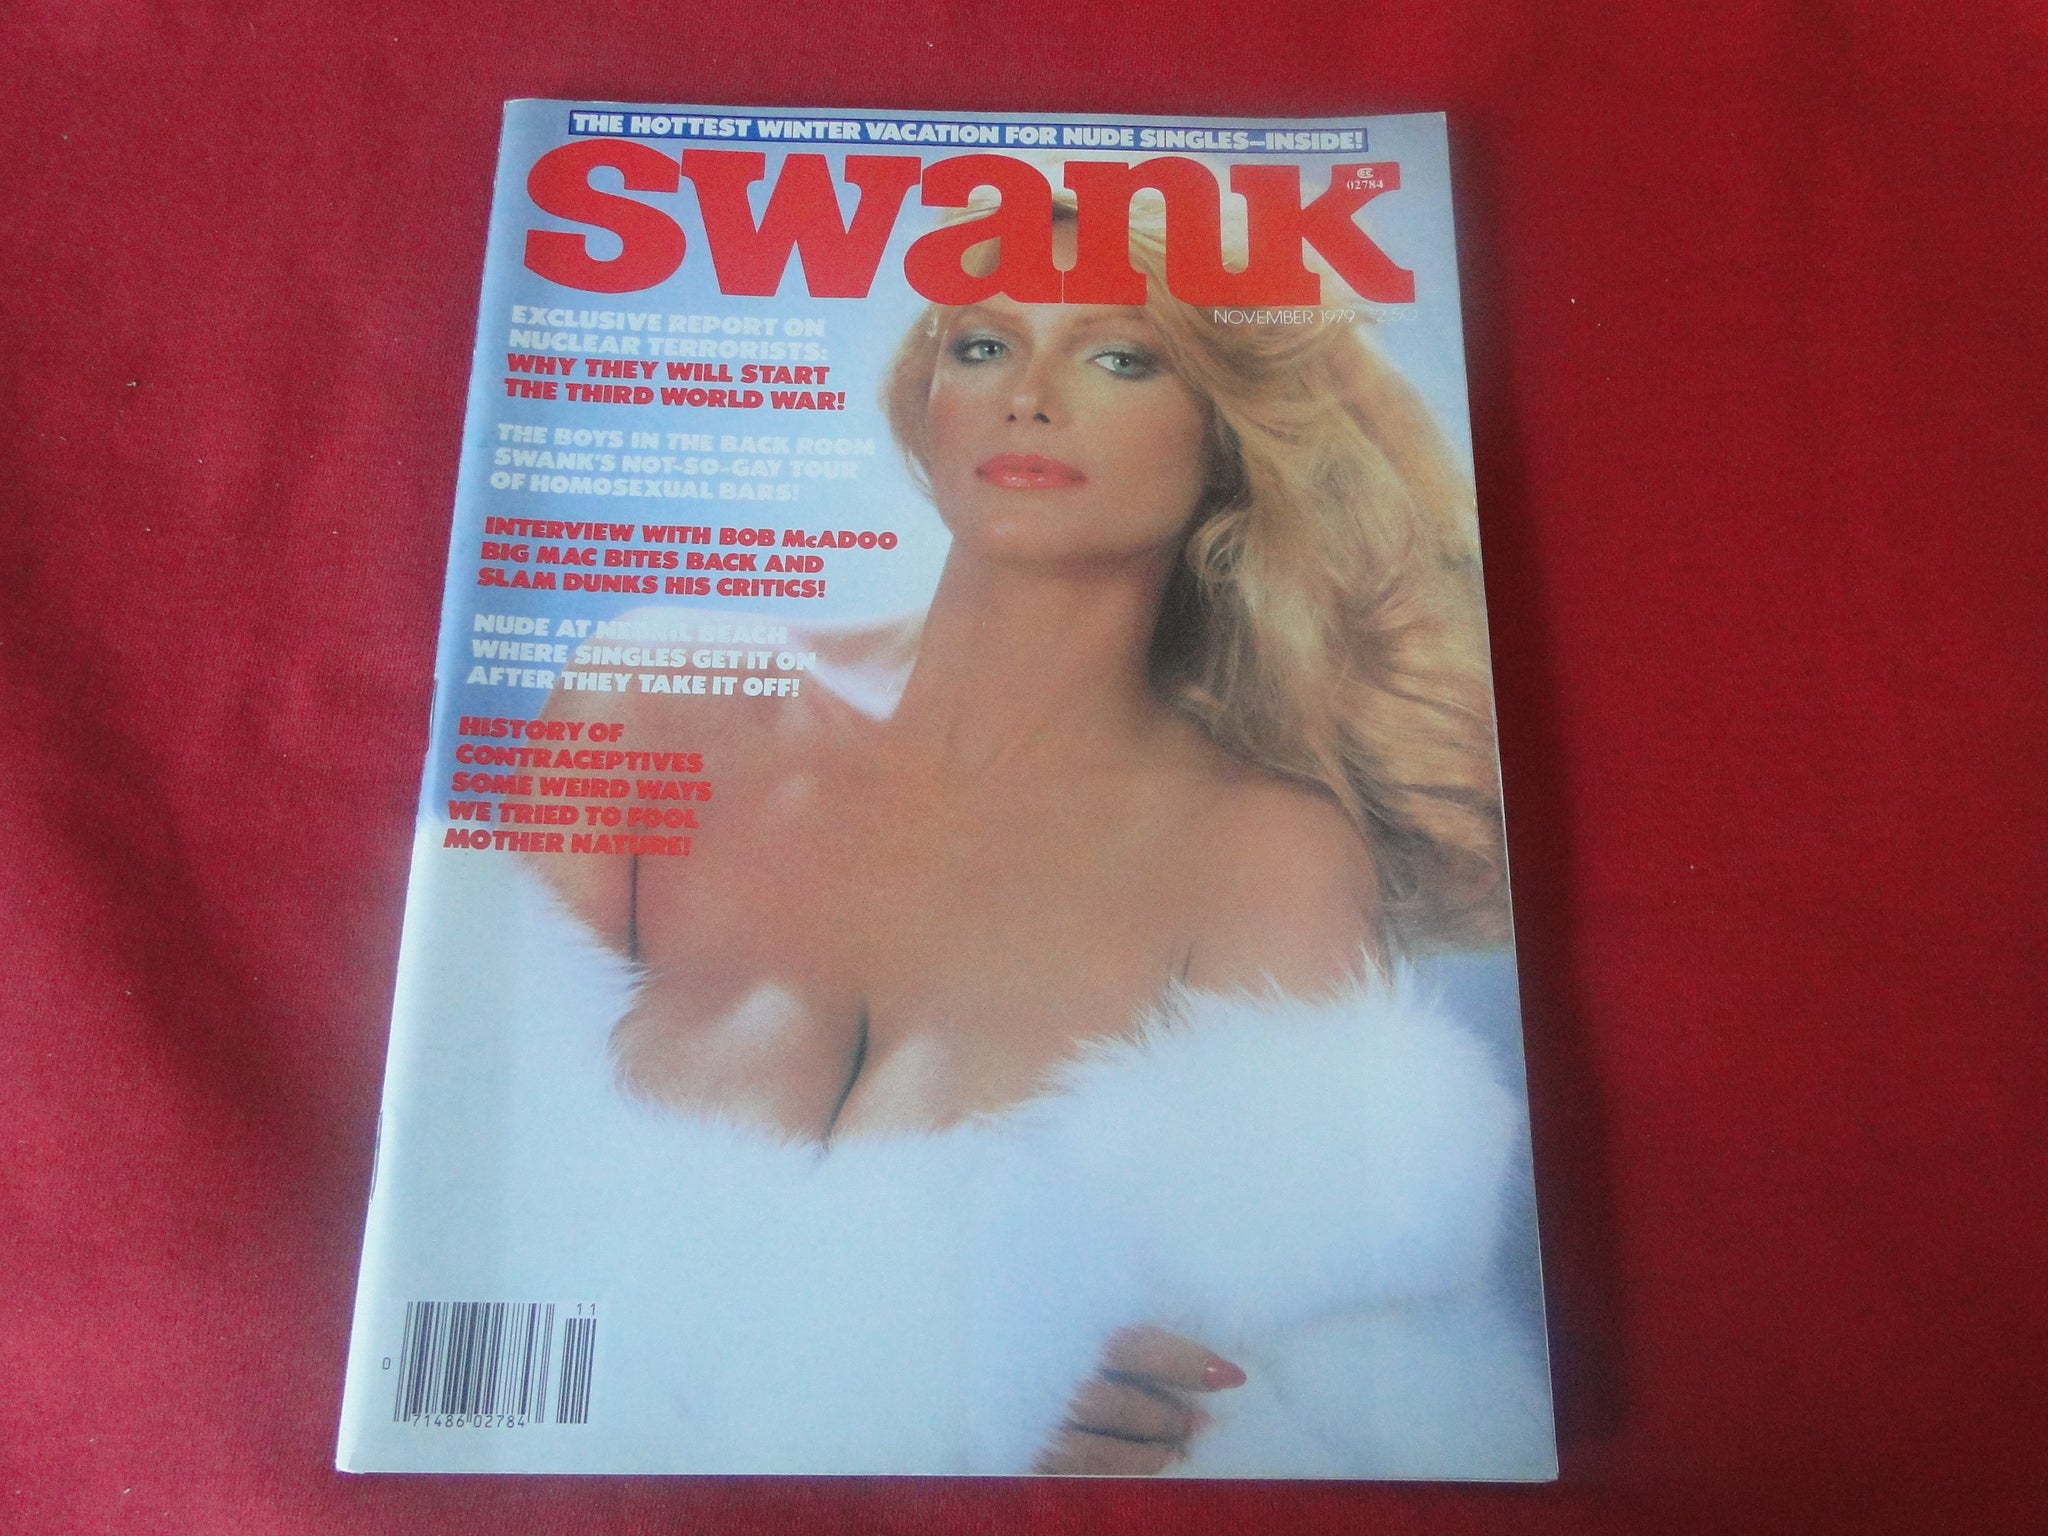 THE HOTTEST WINTER VACATION FOR NUDE SINGLES—INSIDE!
swank
02784
NOVEMBER 1979 $2.50
EXCLUSIVE REPORT ON
NUCLEAR TERRORISTS:
WHY THEY WILL START
THE THIRD WORLD WAR!
THE BOYS IN THE BACK ROOM
SWANK'S NOT-SO-GAY TOUR
OF HOMOSEXUAL BARS!
INTERVIEW WITH BOB McADOO
BIG MAC BITES BACK AND
SLAM DUNKS HIS CRITICS!
NUDE AT NEGRIL BEACH
WHERE SINGLES GET IT ON
AFTER THEY TAKE IT OFF!
HISTORY OF
CONTRACEPTIVES
SOME WEIRD WAYS
WE TRIED TO FOOL
MOTHER NATURE!
11
0
71486 02784